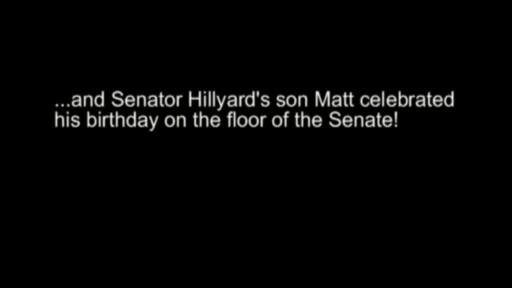 ...and Senator Hillyard's son Matt celebrated
his birthday on the floor of the Senate!